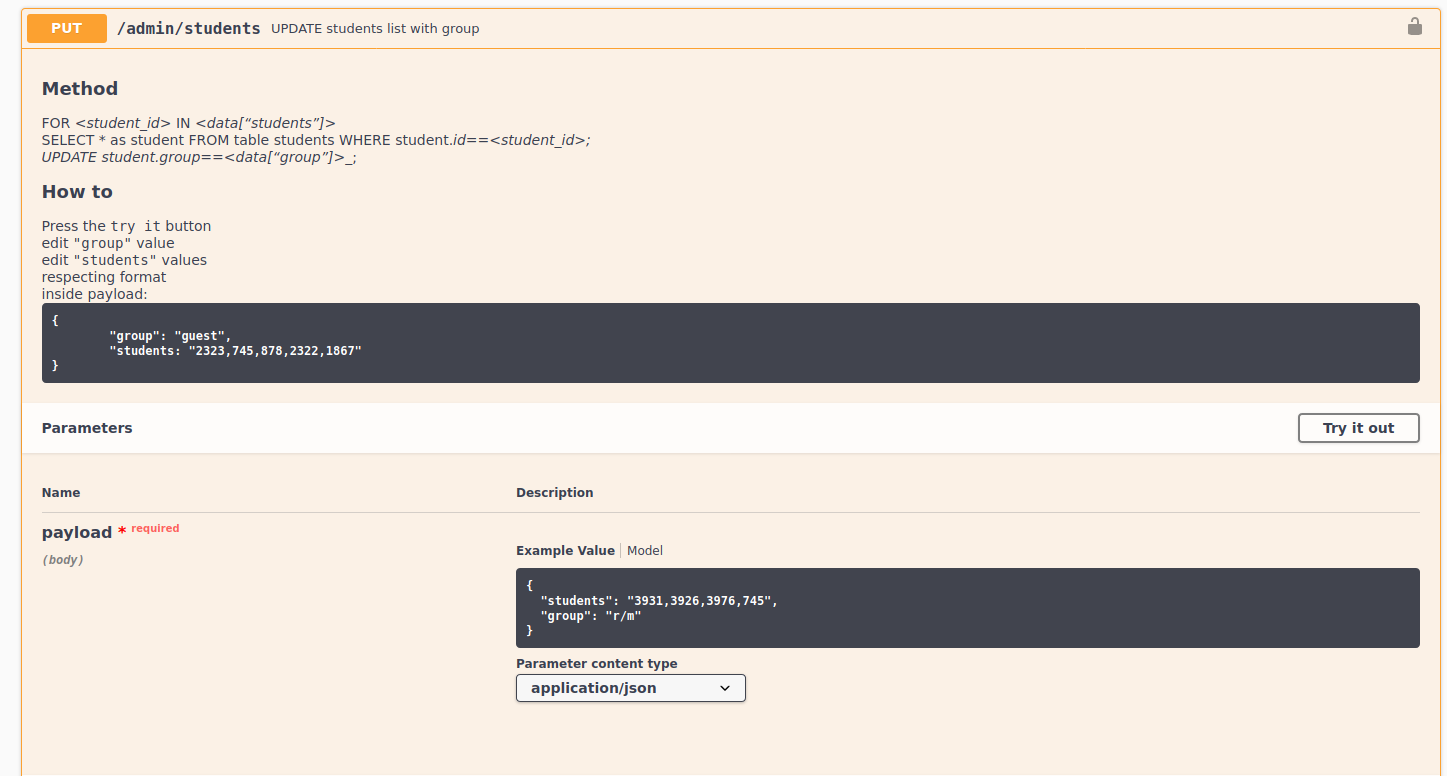 PUT /admin/students UPDATE students list with group
Method
FOR <student_id> IN <data[“students”]>
SELECT * as student FROM table students WHERE student.id==<student_id>;
UPDATE student.group==<data[“group”]>_;
How to
Press the try it button
edit "group" value
edit "students" values
respecting format
inside payload:
{
"group": "guest",
"students: "2323,745,878,2322,1867"
}
Parameters Try it out
Name Description
payload * required
(body)
Example Value Model
{
"students": "3931,3926,3976,745",
"group": "r/m"
}
Parameter content type
application/json